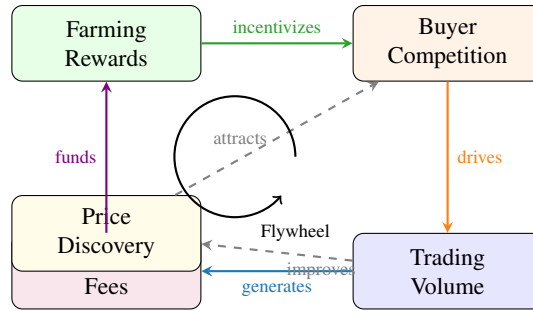 Farming
Rewards
incentivizes
Buyer
Competition
attracts
funds
drives
Price
Discovery
Flywheel
improves
Fees
generates
Trading
Volume